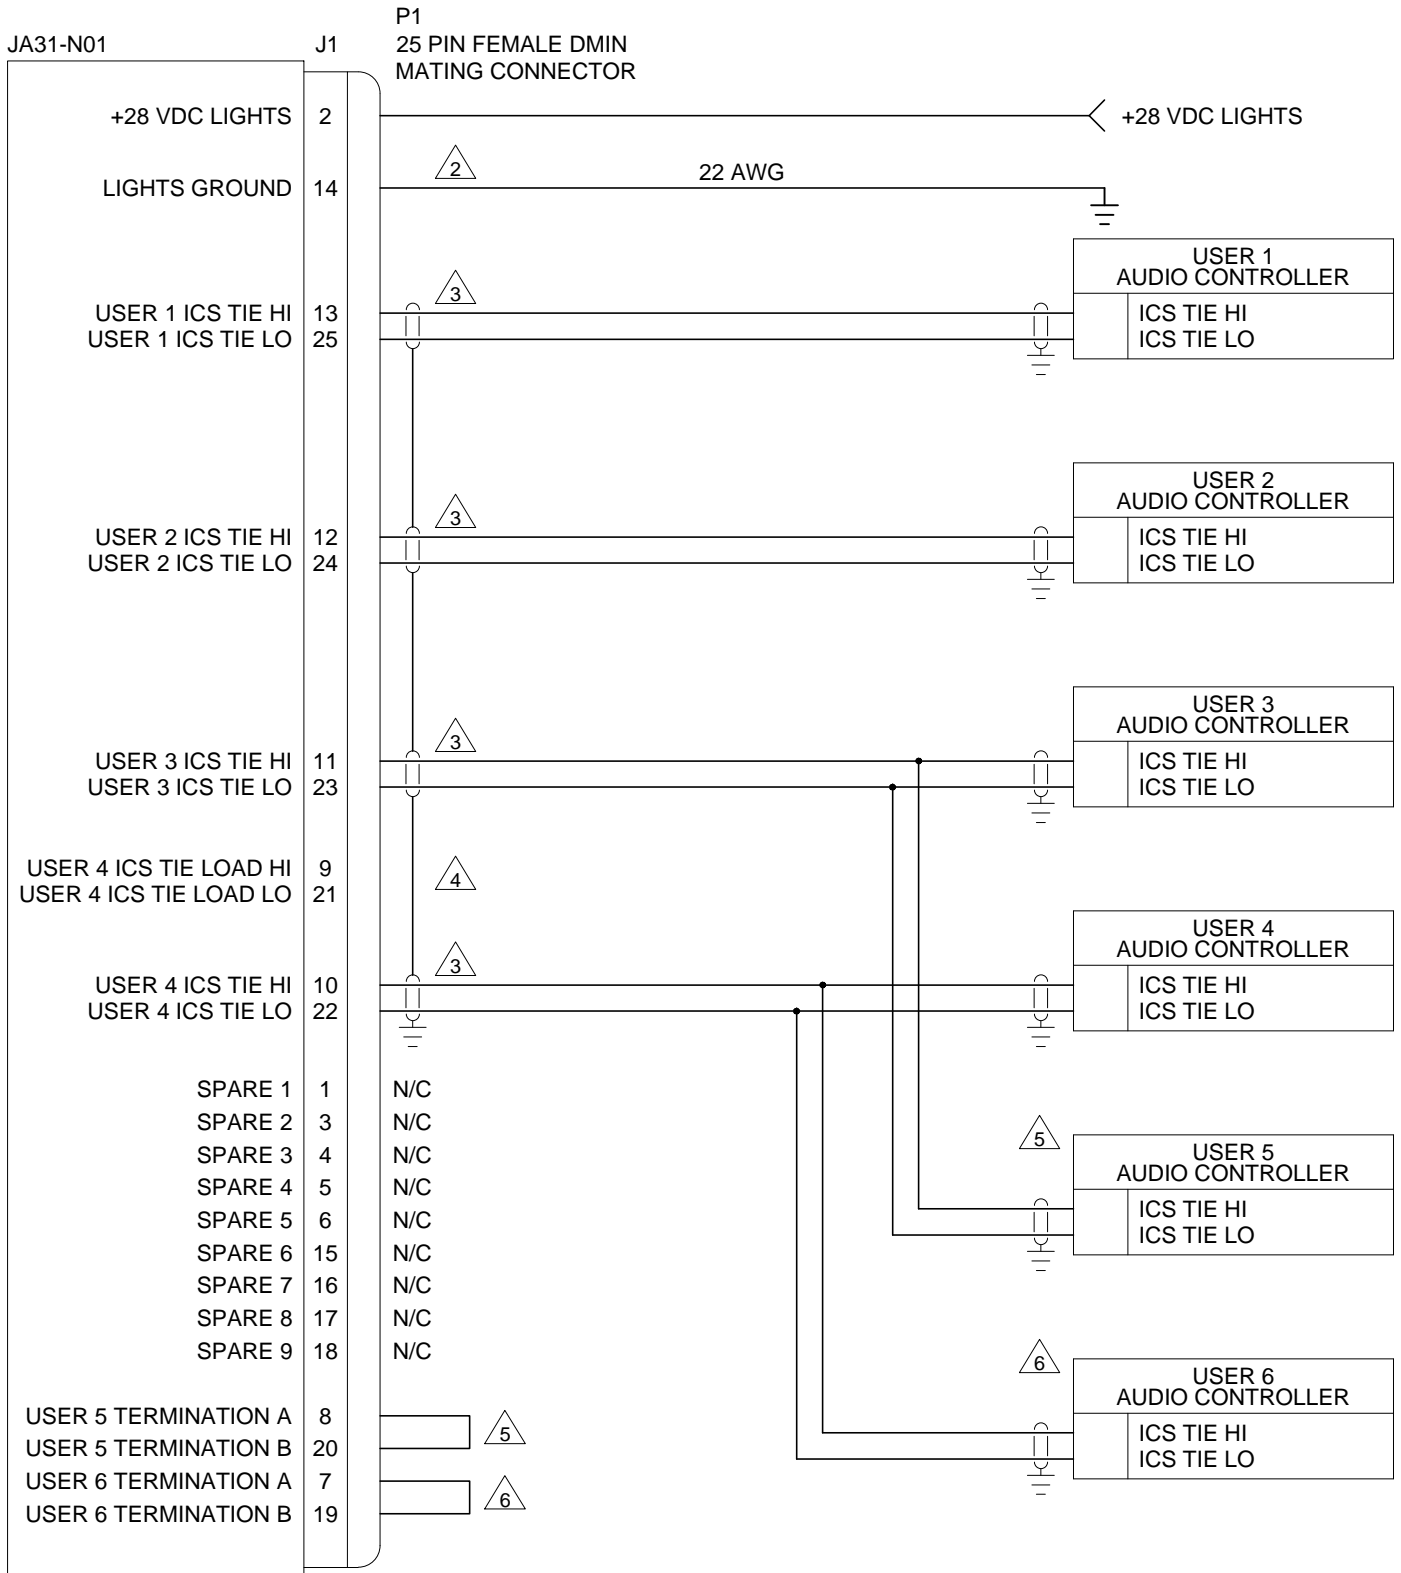 P1
JA31-N01 J1 25 PIN FEMALE DMIN
MATING CONNECTOR
+28 VDC LIGHTS 2 +28 VDC LIGHTS
2 22 AWG
LIGHTS GROUND 14
USER 1
AUDIO CONTROLLER
3
USER 1 ICS TIE HI 13 ICS TIE HI
USER 1 ICS TIE LO 25 ICS TIE LO
USER 2
AUDIO CONTROLLER
3
USER 2 ICS TIE HI 12 ICS TIE HI
USER 2 ICS TIE LO 24 ICS TIE LO
USER 3
AUDIO CONTROLLER
3
USER 3 ICS TIE HI 11 ICS TIE HI
USER 3 ICS TIE LO 23 ICS TIE LO
USER 4 ICS TIE LOAD HI 9
4
USER 4 ICS TIE LOAD LO 21
USER 4
AUDIO CONTROLLER
3
USER 4 ICS TIE HI 10 ICS TIE HI
USER 4 ICS TIE LO 22 ICS TIE LO
SPARE 1 1 N/C
SPARE 2 3 N/C
5
SPARE 3 4 N/C USER 5
AUDIO CONTROLLER
SPARE 4 5 N/C
SPARE 5 6 N/C ICS TIE HI
ICS TIE LO
SPARE 6 15 N/C
SPARE 7 16 N/C
SPARE 8 17 N/C
SPARE 9 18 N/C
6
USER 6
AUDIO CONTROLLER
USER 5 TERMINATION A 8
5 ICS TIE HI
USER 5 TERMINATION B 20 ICS TIE LO
USER 6 TERMINATION A 7
6
USER 6 TERMINATION B 19